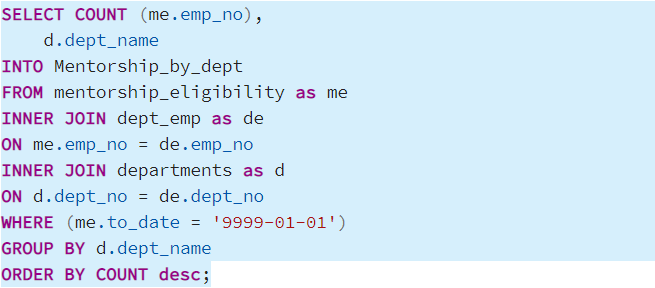 SELECT COUNT (me.emp_no),
    d.dept_name
INTO Mentorship_by_dept
FROM mentorship_eligibility as me
INNER JOIN dept_emp as de
ON me.emp_no = de.emp_no
INNER JOIN departments as d
ON d.dept_no = de.dept_no
WHERE (me.to_date = '9999-01-01')
GROUP BY d.dept_name
ORDER BY COUNT desc;